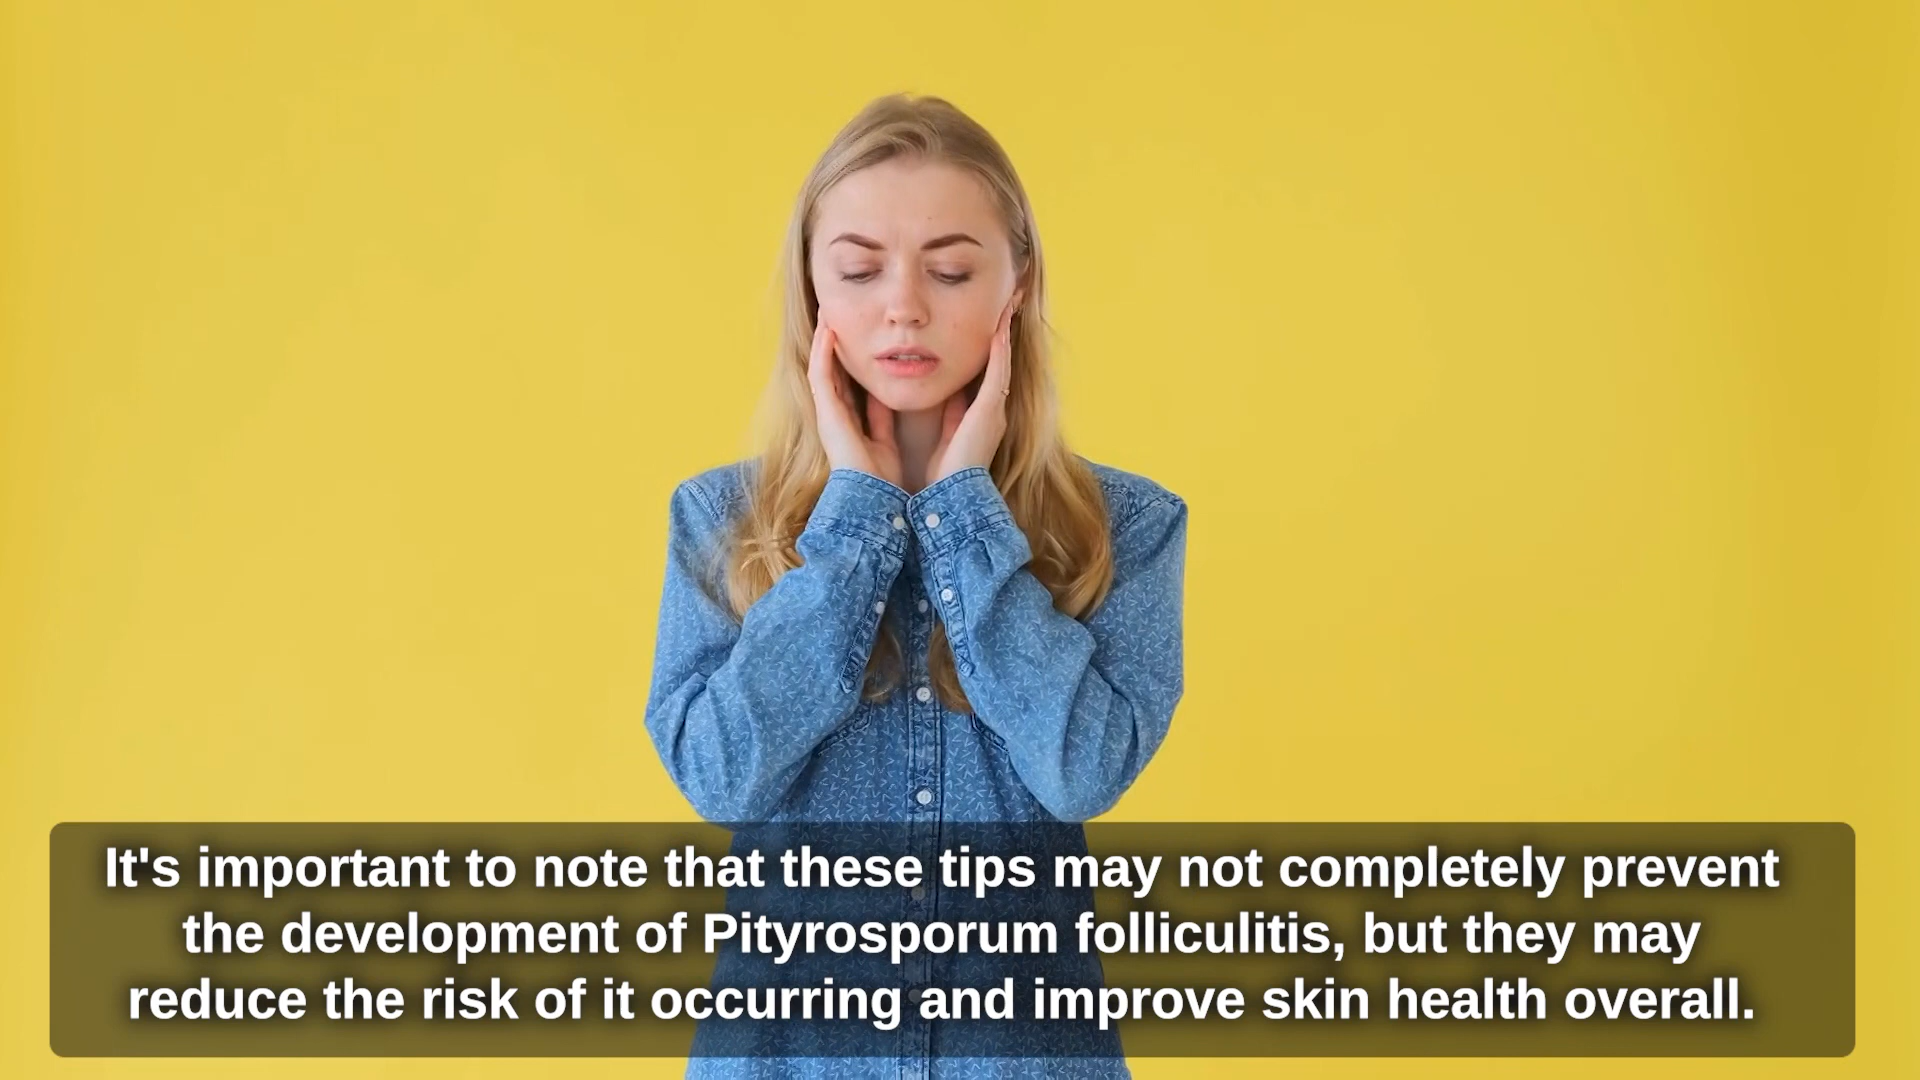 It's important to note that these tips may not completely prevent
the development of Pityrosporum folliculitis, but they may
reduce the risk of it occurring and improve skin health overall.